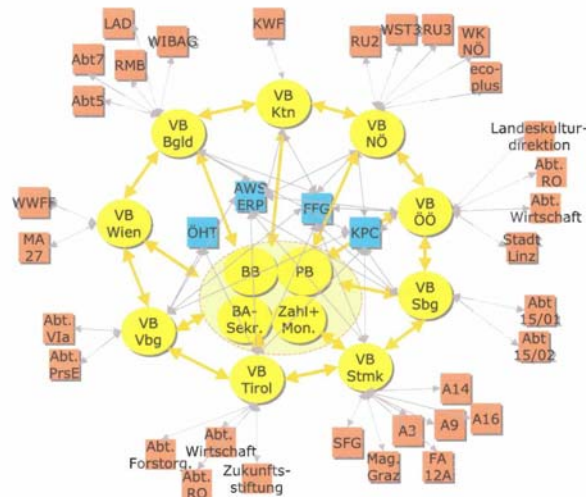 LAD
WIBAG
Abt7
RMB
Abt5
KWF
RU2
WST3
RU3
WK
NÖ
eco-
plus
VB
Bgld
VB
Ktn
VB
NÖ
Landeskultur-
direktion
Abt.
RO
Abt.
Wirtschaft
Stadt
Linz
AWS
ERP
FFG
ÖHT
KPC
VB
ÖÖ
WWFF
MA
27
VB
Wien
BB
PB
BA-
Sekr.
Zahl+
Mon.
VB
Sbg
Abt
15/01
Abt
15/02
Abt.
VIa
Abt.
PrsE
VB
Vbg
VB
Tirol
VB
Stmk
A14
A16
A9
A3
FA
12A
SFG
Mag.
Graz
Abt.
Forstorg.
Abt.
Wirtschaft
Abt.
RO
Zukunfts-
stiftung